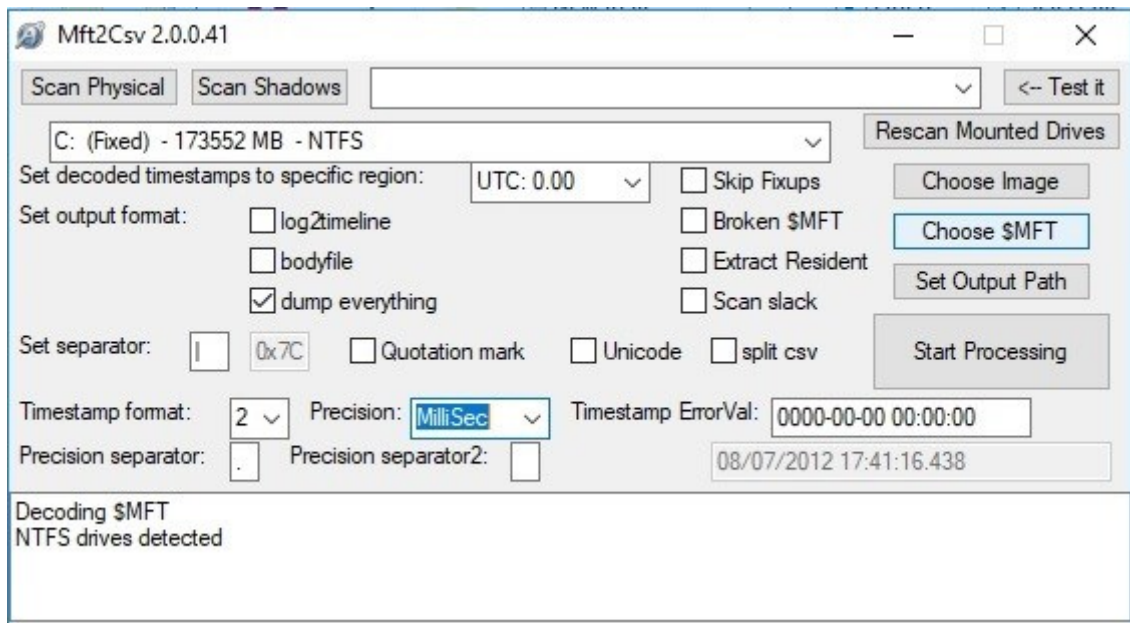 Mft2Csv 2.0.0.41
Scan Physical Scan Shadows <-- Test it
C: (Fixed) - 173552 MB - NTFS Rescan Mounted Drives
Set decoded timestamps to specific region: UTC: 0.00 Skip Fixups Choose Image
Set output format: log2timeline Broken $MFT Choose $MFT
bodyfile Extract Resident Set Output Path
dump everything Scan slack
Set separator: | 0x7C Quotation mark Unicode split csv Start Processing
Timestamp format: 2 Precision: MilliSec Timestamp ErrorVal: 0000-00-00 00:00:00
Precision separator: . Precision separator2: 08/07/2012 17:41:16.438
Decoding $MFT
NTFS drives detected